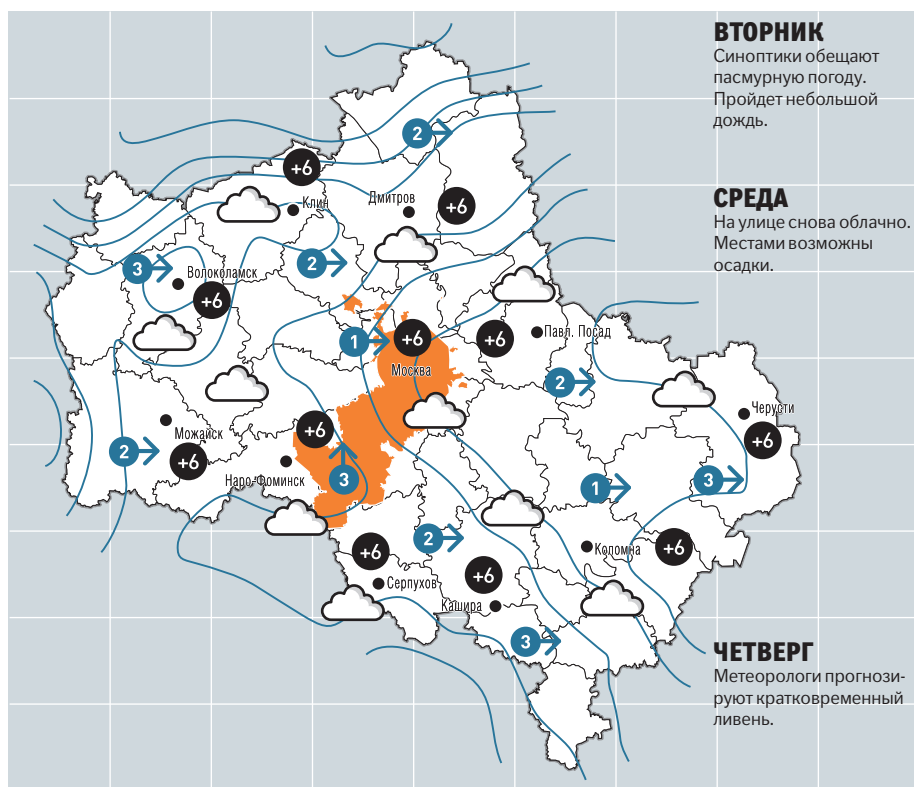 ВТОРНИК
Синоптики обещают
пасмурную погоду.
Пройдет небольшой
дождь.
СРЕДА
На улице снова облачно.
Местами возможны
осадки.
ЧЕТВЕРГ
Метеорологи прогнози-
руют кратковременный
ливень.
2
+6
Клин
Дмитров
+6
2
3
Волоколамск
+6
1
+6
Москва
+6
Павл. Посад
2
Черусти
+6
Можайск
2
+6
+6
Наро-Фоминск
3
1
3
2
+6
Серпухов
+6
Кашира
Коломна
+6
3